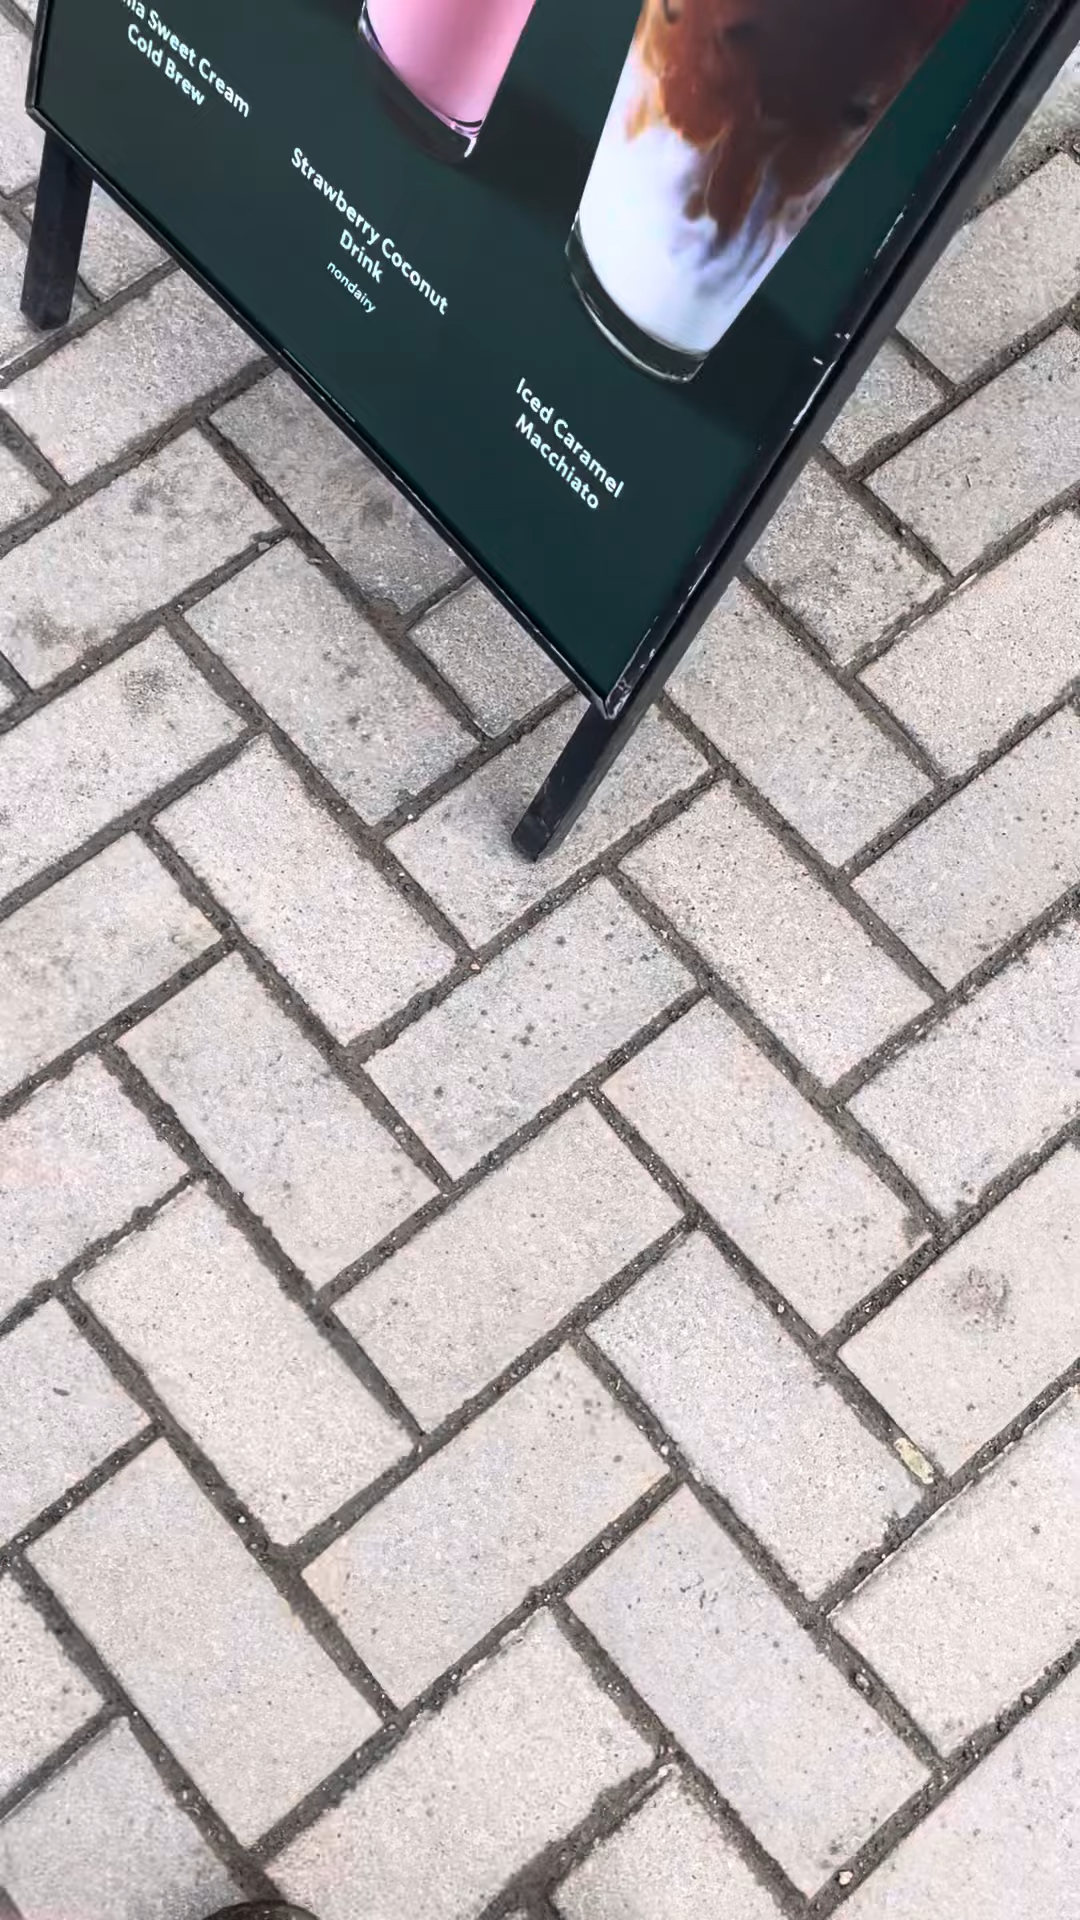 Sweet Cream
Cold Brew
Strawberry Coconut
Drink
nondairy
Iced Caramel
Macchiato